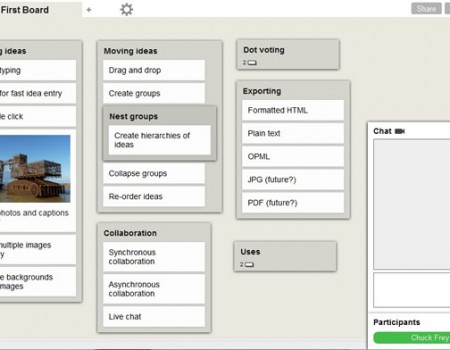 First Board
+
Share
ideas
typing
for fast idea entry
click
photos and captions
multiple images
backgrounds
images
Moving ideas
Drag and drop
Create groups
Nest groups
Create hierarchies of
ideas
Collapse groups
Re-order ideas
Collaboration
Synchronous
collaboration
Asynchronous
collaboration
Live chat
Dot voting
2
Exporting
Formatted HTML
Plain text
OPML
JPG (future?)
PDF (future?)
Uses
2
Chat
Participants
Chuck Frey